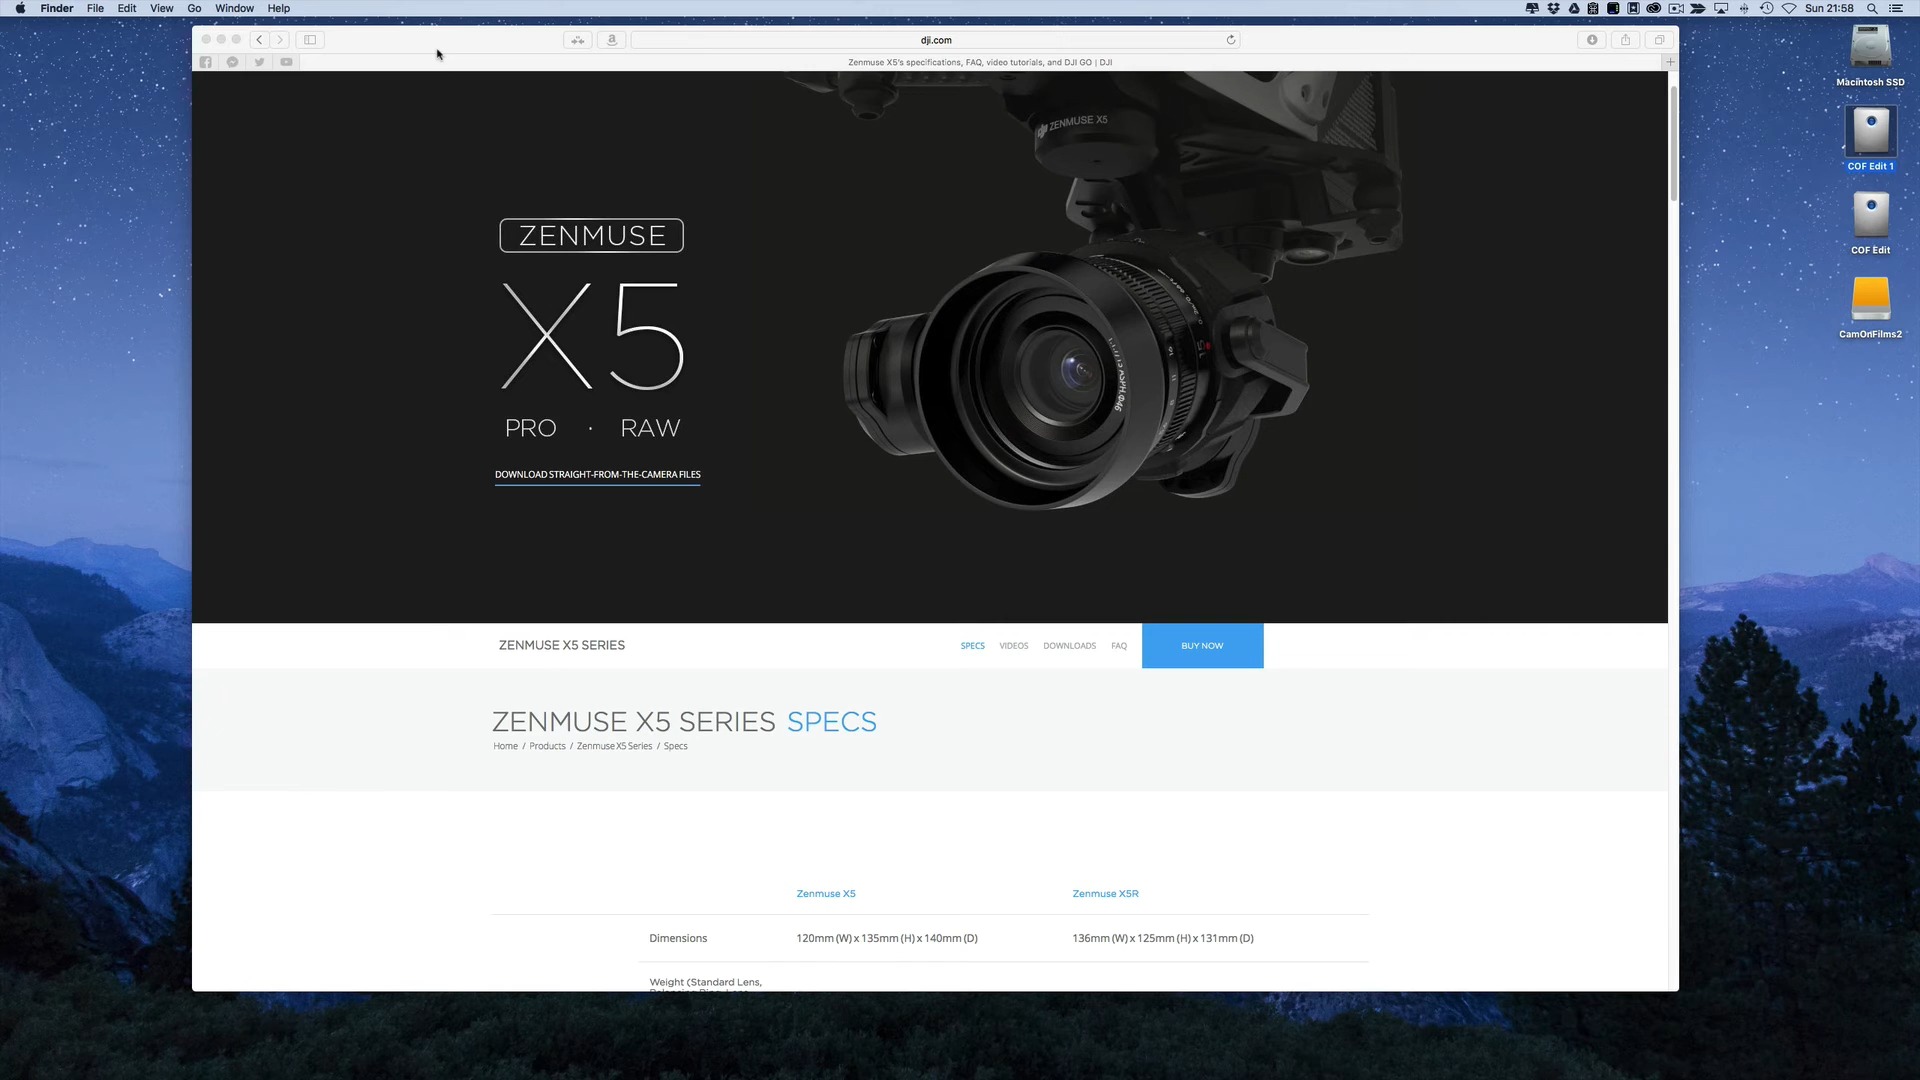 Finder File Edit View Go Window Help
Sun 21:58
dji.com
Zenmuse X5's specifications, FAQ, video tutorials, and DJI GO | DJI
Macintosh SSD
COF Edit 1
COF Edit
CamOnFilms2
ZENMUSE X5
ZENMUSE
X5
PRO · RAW
DOWNLOAD STRAIGHT-FROM-THE-CAMERA FILES
ZENMUSE X5 SERIES
SPECS VIDEOS DOWNLOADS FAQ BUY NOW
ZENMUSE X5 SERIES SPECS
Home / Products / Zenmuse X5 Series / Specs
Zenmuse X5 Zenmuse X5R
Dimensions 120mm (W) x 135mm (H) x 140mm (D) 136mm (W) x 125mm (H) x 131mm (D)
Weight (Standard Lens,